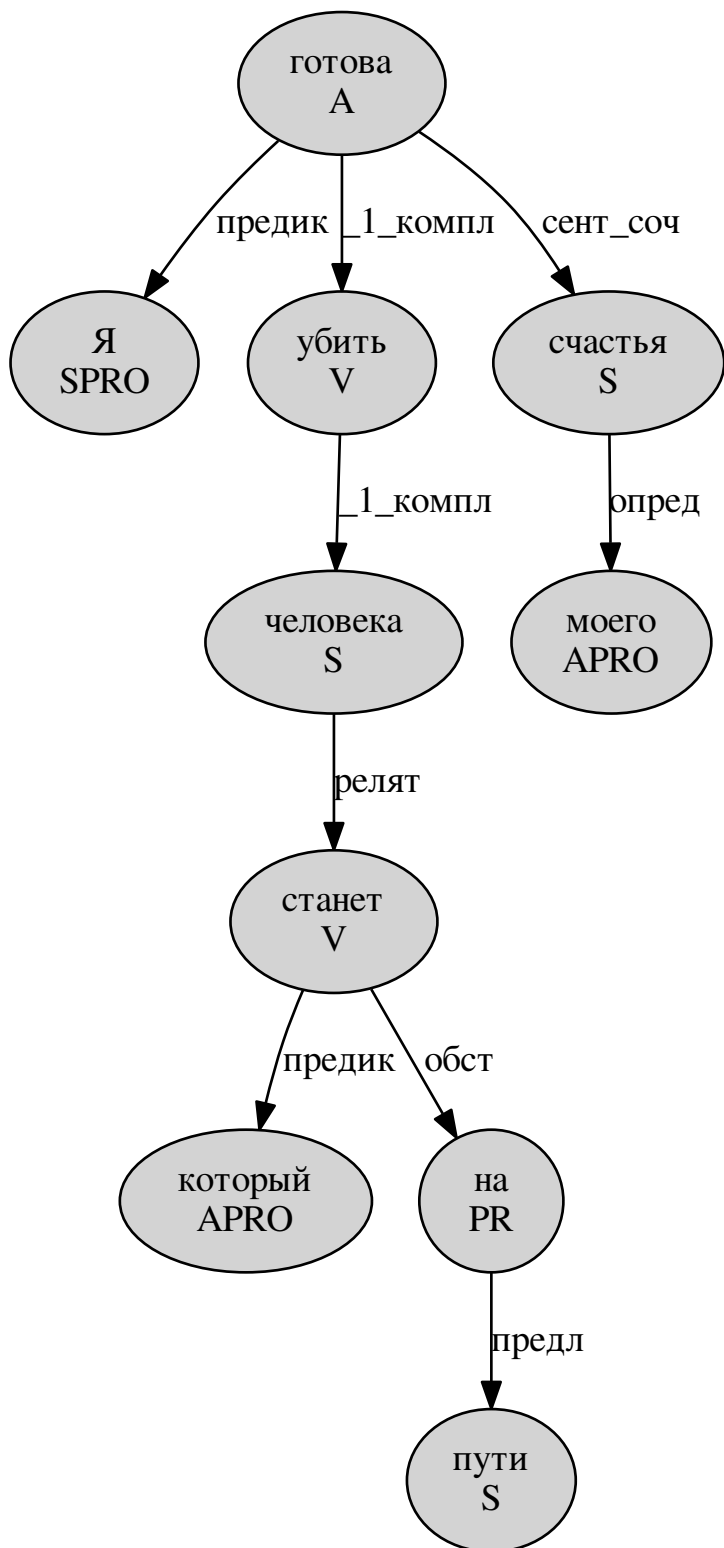 готова
A
предик
_1_компл
сент_соч
Я
SPRO
убить
V
счастья
S
_1_компл
опред
человека
S
моего
APRO
релят
станет
V
предик
обст
который
APRO
на
PR
предл
пути
S